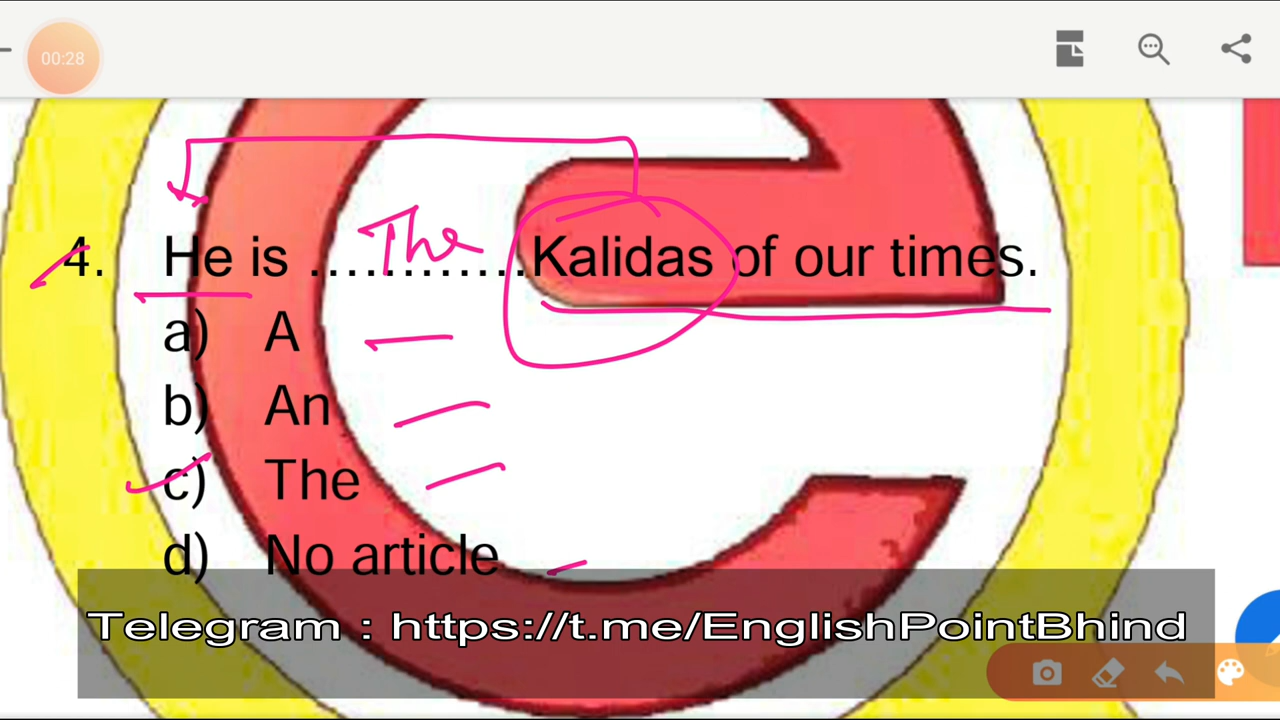 00:28
The
4. He is ............Kalidas of our times.
a) A
b) An
c) The
d) No article
Telegram : https://t.me/EnglishPointBhind